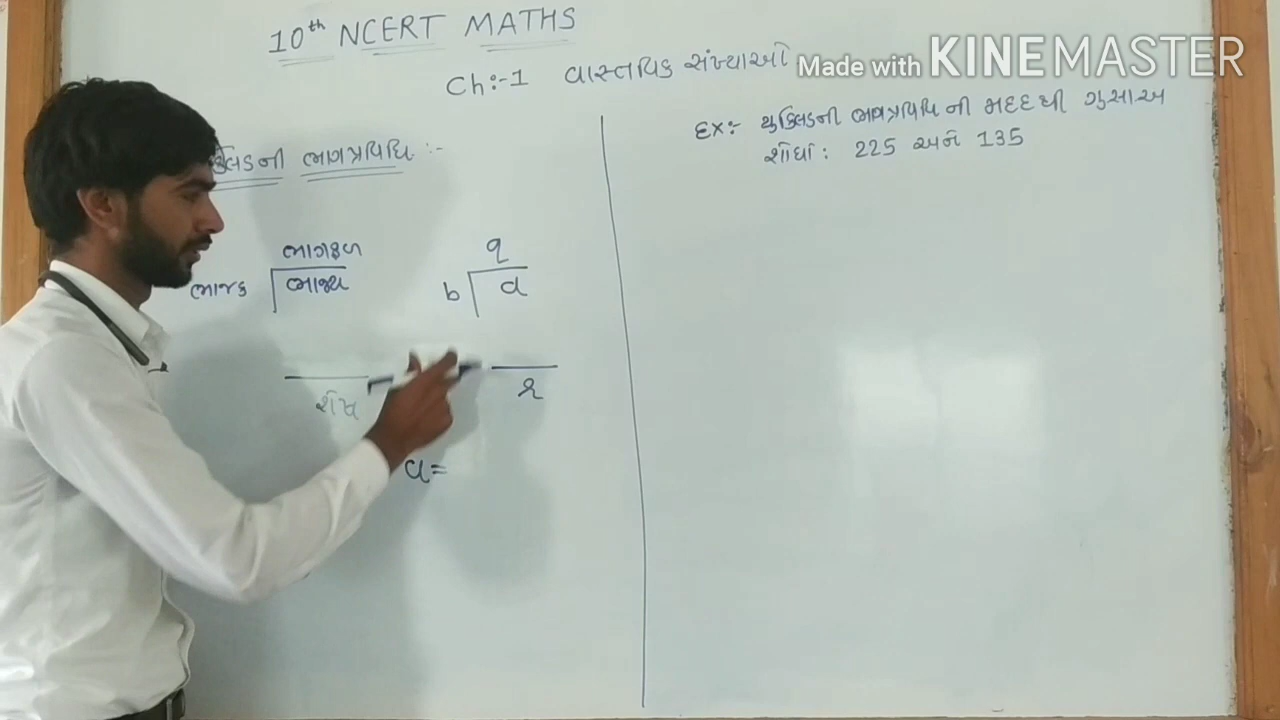 10th NCERT MATHS
Made with KINEMASTER
Ch:-1 વાસ્તવિક સંખ્યાઓ
ભાગપ્રવિધિ :-
Ex:- યુક્લિડની ભાગપ્રવિધિ ની મદદથી ગુસાઅ
શોધો : 225 અને 135
ભાગફળ
ભાજક ભાજ્ય
શેષ
q
b a
r
a=